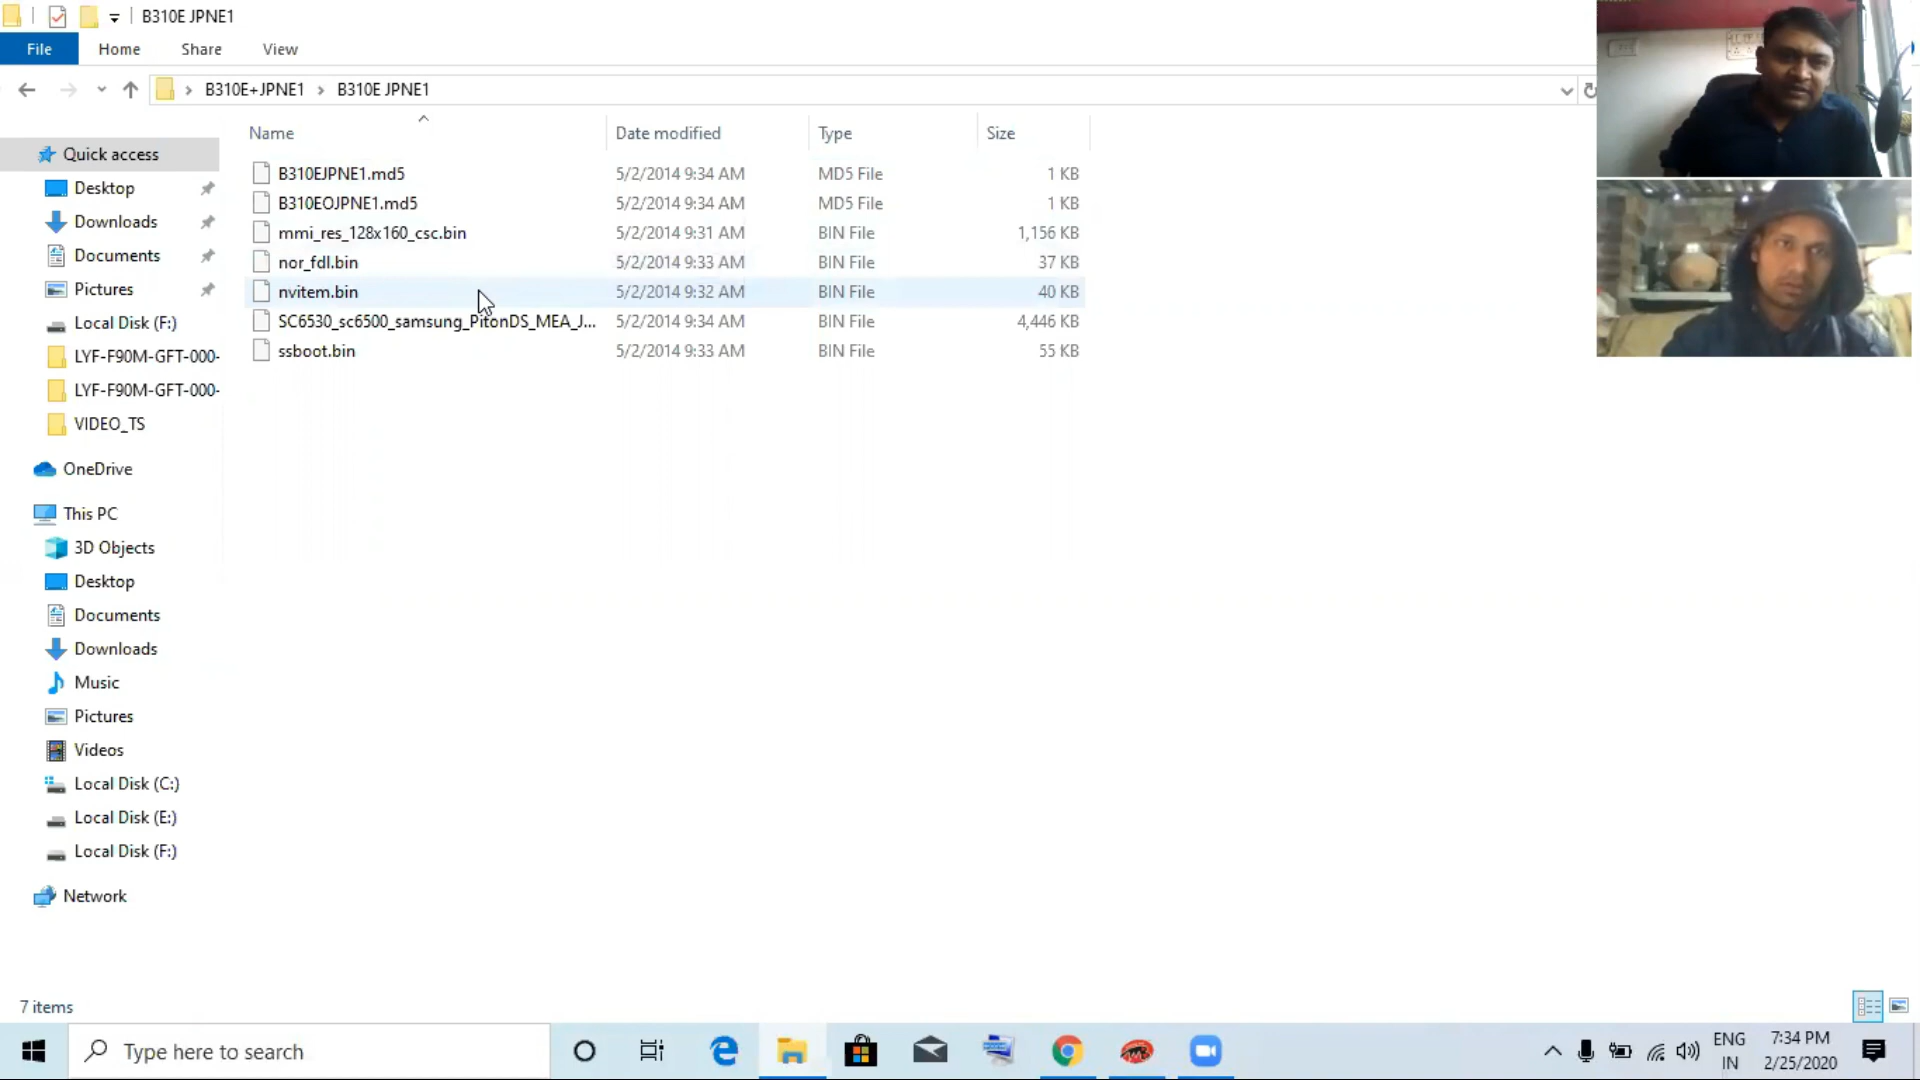 B310E JPNE1
File Home Share View
B310E+JPNE1 B310E JPNE1
Name Date modified Type Size
Quick access
Desktop
Downloads
Documents
Pictures
Local Disk (F:)
LYF-F90M-GFT-000-
LYF-F90M-GFT-000-
VIDEO_TS
OneDrive
This PC
3D Objects
Desktop
Documents
Downloads
Music
Pictures
Videos
Local Disk (C:)
Local Disk (E:)
Local Disk (F:)
Network
B310EJPNE1.md5 5/2/2014 9:34 AM MD5 File 1 KB
B310EOJPNE1.md5 5/2/2014 9:34 AM MD5 File 1 KB
mmi_res_128x160_csc.bin 5/2/2014 9:31 AM BIN File 1,156 KB
nor_fdl.bin 5/2/2014 9:33 AM BIN File 37 KB
nvitem.bin 5/2/2014 9:32 AM BIN File 40 KB
SC6530_sc6500_samsung_PitonDS_MEA_J... 5/2/2014 9:34 AM BIN File 4,446 KB
ssboot.bin 5/2/2014 9:33 AM BIN File 55 KB
7 items
Type here to search
ENG
IN
7:34 PM
2/25/2020